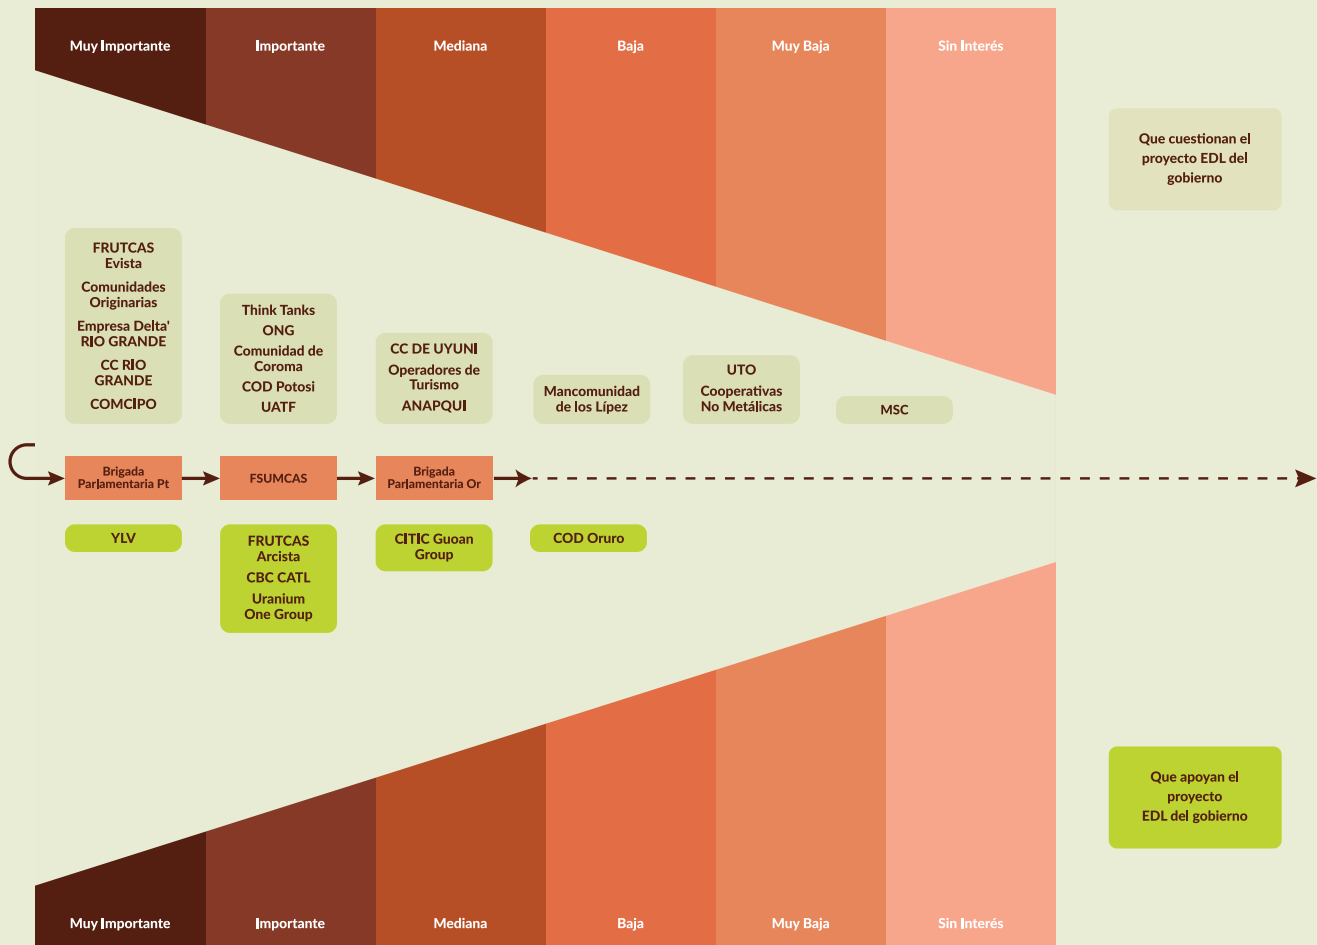 Muy Importante
Importante
Mediana
Baja
Muy Baja
Sin Interés
Que cuestionan el
proyecto EDL del
gobierno
FRUTCAS
Evista
Comunidades
Originarias
Empresa Delta'
RIO GRANDE
CC RIO
GRANDE
COMCIPO
Think Tanks
ONG
Comunidad de
Coroma
COD Potosi
UATF
CC DE UYUNI
Operadores de
Turismo
ANAPQUI
Mancomunidad
de los Lípez
UTO
Cooperativas
No Metálicas
MSC
Brigada
Parlamentaria Pt
FSUMCAS
Brigada
Parlamentaria Or
YLV
FRUTCAS
Arcista
CBC CATL
Uranium
One Group
CITIC Guoan
Group
COD Oruro
Que apoyan el
proyecto
EDL del gobierno
Muy Importante
Importante
Mediana
Baja
Muy Baja
Sin Interés